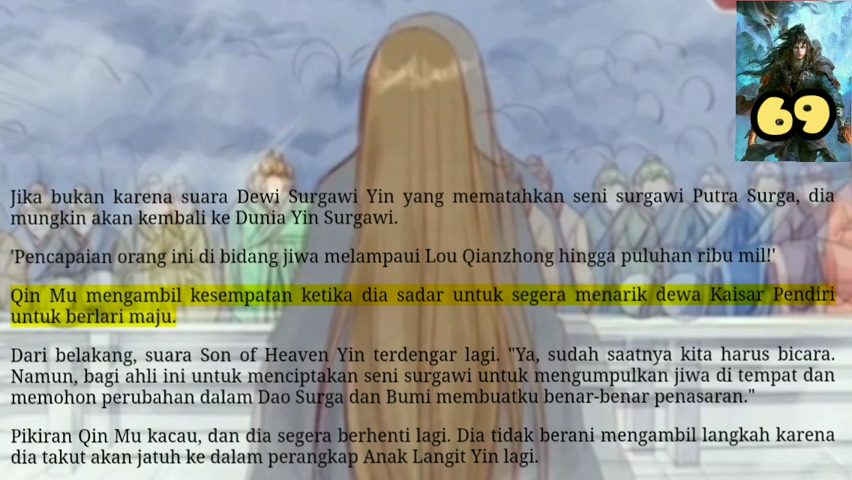 69
Jika bukan karena suara Dewi Surgawi Yin yang mematahkan seni surgawi Putra Surga, dia
mungkin akan kembali ke Dunia Yin Surgawi.
'Pencapaian orang ini di bidang jiwa melampaui Lou Qianzhong hingga puluhan ribu mil!'
Qin Mu mengambil kesempatan ketika dia sadar untuk segera menarik dewa Kaisar Pendiri
untuk berlari maju.
Dari belakang, suara Son of Heaven Yin terdengar lagi. "Ya, sudah saatnya kita harus bicara.
Namun, bagi ahli ini untuk menciptakan seni surgawi untuk mengumpulkan jiwa di tempat dan
memohon perubahan dalam Dao Surga dan Bumi membuatku benar-benar penasaran."
Pikiran Qin Mu kacau, dan dia segera berhenti lagi. Dia tidak berani mengambil langkah karena
dia takut akan jatuh ke dalam perangkap Anak Langit Yin lagi.